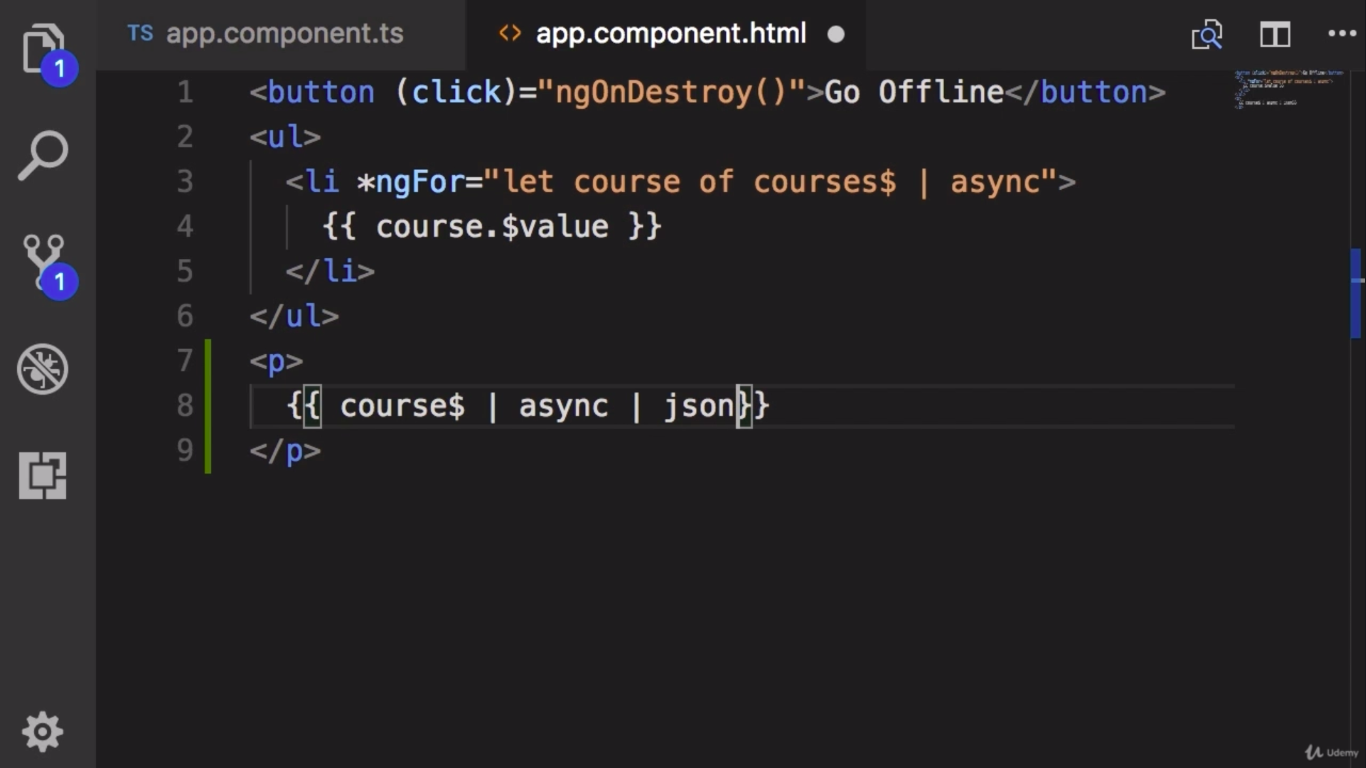 TS app.component.ts
<> app.component.html
1
1
1 <button (click)="ngOnDestroy()">Go Offline</button>
2 <ul>
3 <li *ngFor="let course of courses$ | async">
4 {{ course.$value }}
5 </li>
6 </ul>
7 <p>
8 {{ course$ | async | json}}
9 </p>
Udemy